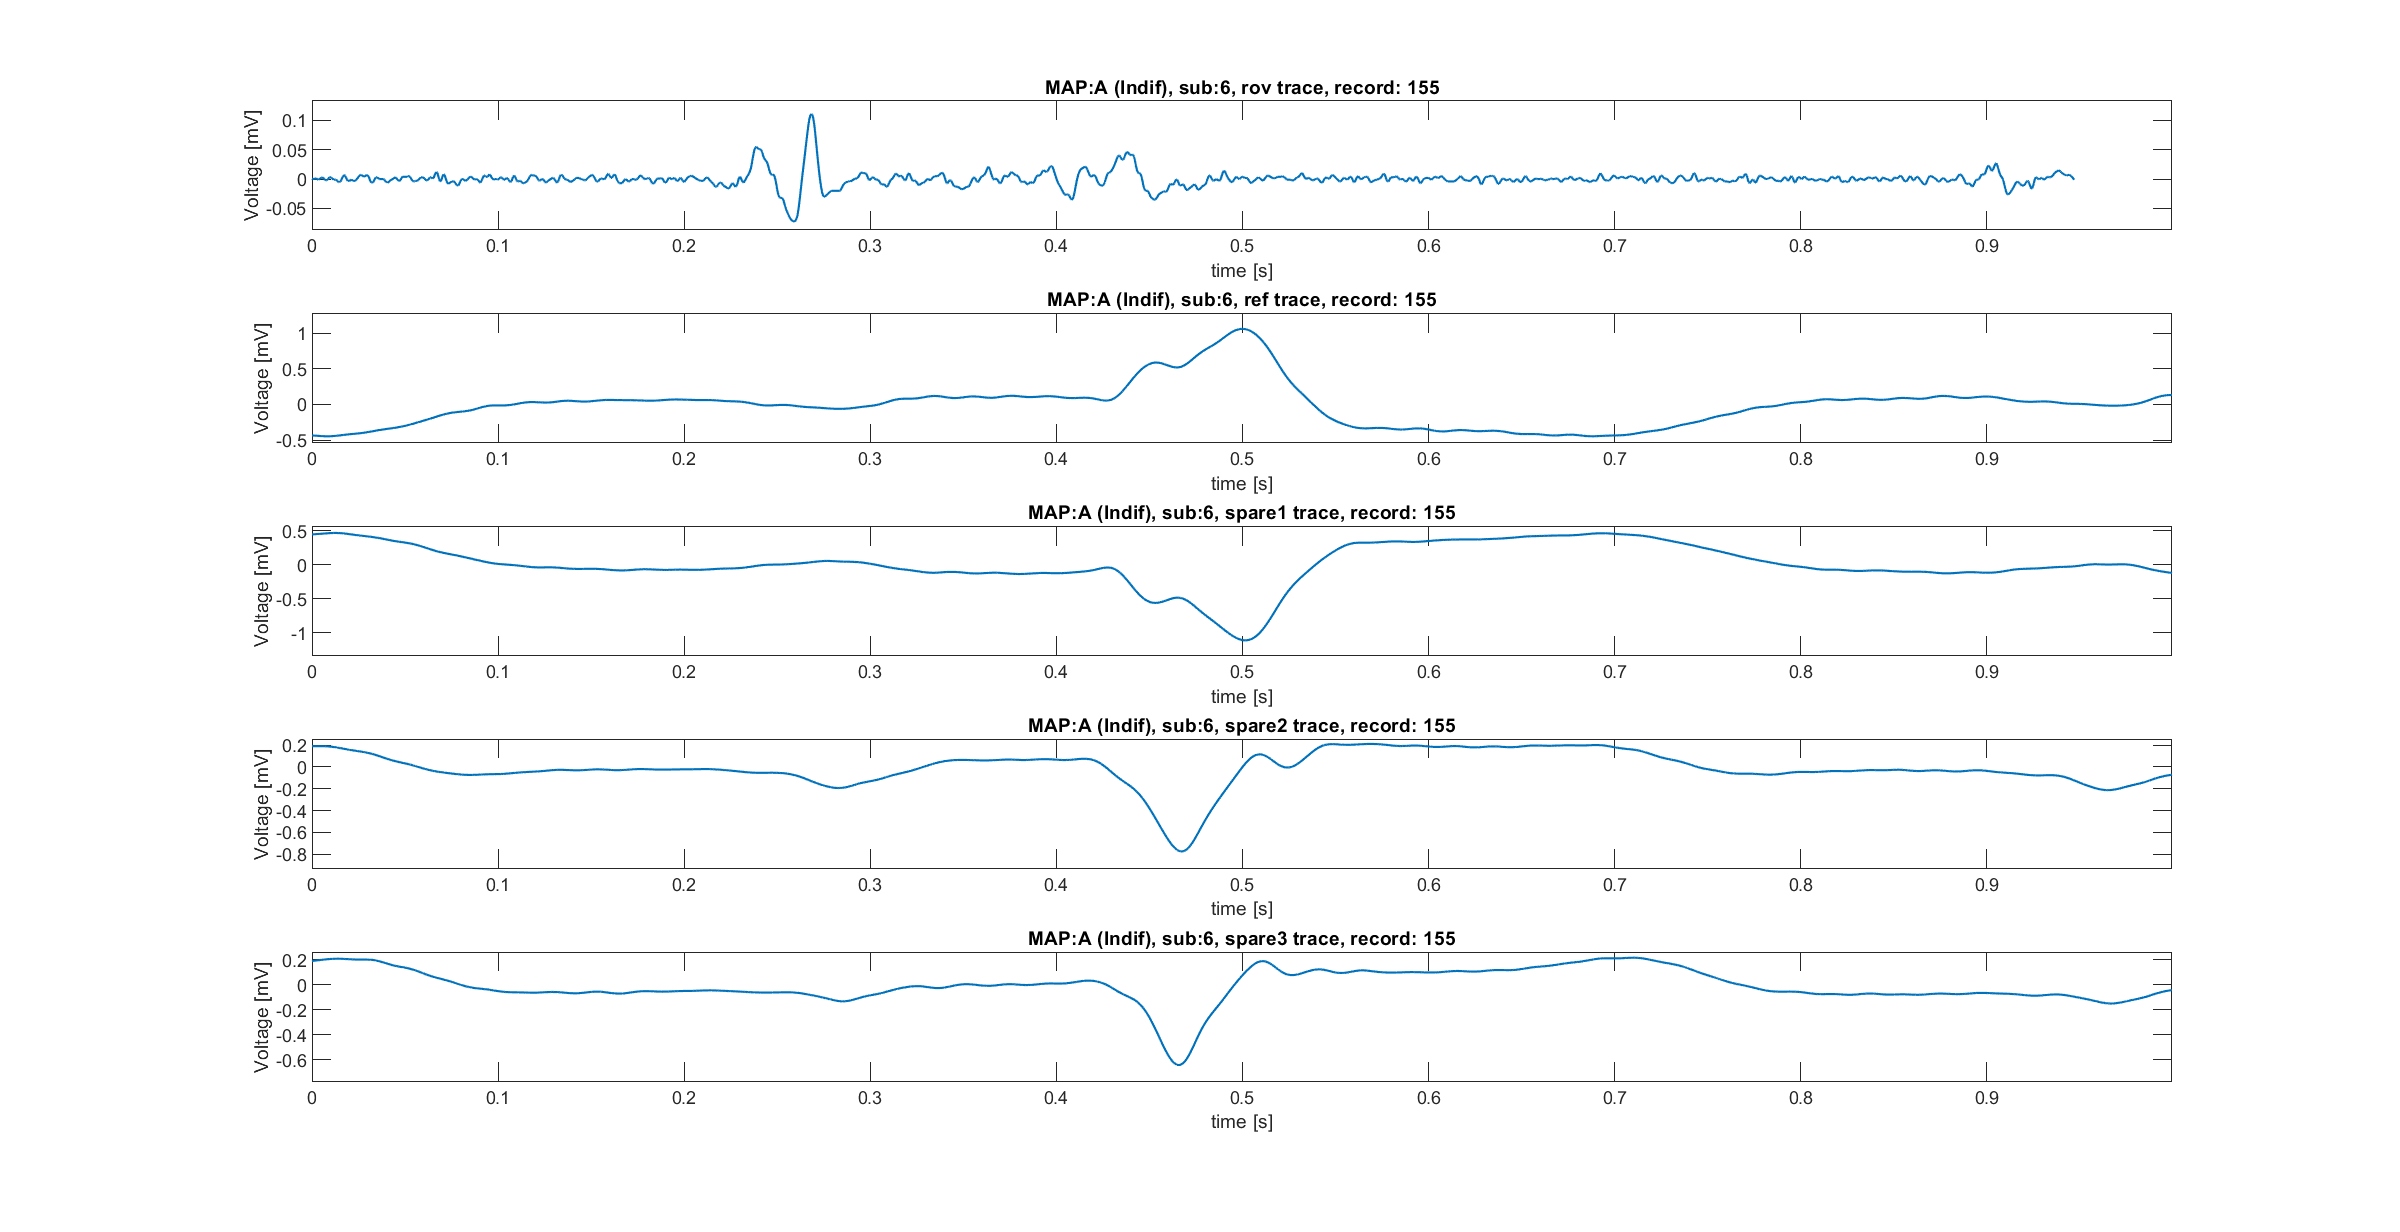 MAP:A (Indif), sub:6, rov trace, record: 155
Voltage [mV]
0.1
0.05
0
-0.05
0 0.1 0.2 0.3 0.4 0.5 0.6 0.7 0.8 0.9
time [s]
MAP:A (Indif), sub:6, ref trace, record: 155
Voltage [mV]
1
0.5
0
-0.5
0 0.1 0.2 0.3 0.4 0.5 0.6 0.7 0.8 0.9
time [s]
MAP:A (Indif), sub:6, spare1 trace, record: 155
Voltage [mV]
0.5
0
-0.5
-1
0 0.1 0.2 0.3 0.4 0.5 0.6 0.7 0.8 0.9
time [s]
MAP:A (Indif), sub:6, spare2 trace, record: 155
Voltage [mV]
0.2
0
-0.2
-0.4
-0.6
-0.8
0 0.1 0.2 0.3 0.4 0.5 0.6 0.7 0.8 0.9
time [s]
MAP:A (Indif), sub:6, spare3 trace, record: 155
Voltage [mV]
0.2
0
-0.2
-0.4
-0.6
0 0.1 0.2 0.3 0.4 0.5 0.6 0.7 0.8 0.9
time [s]